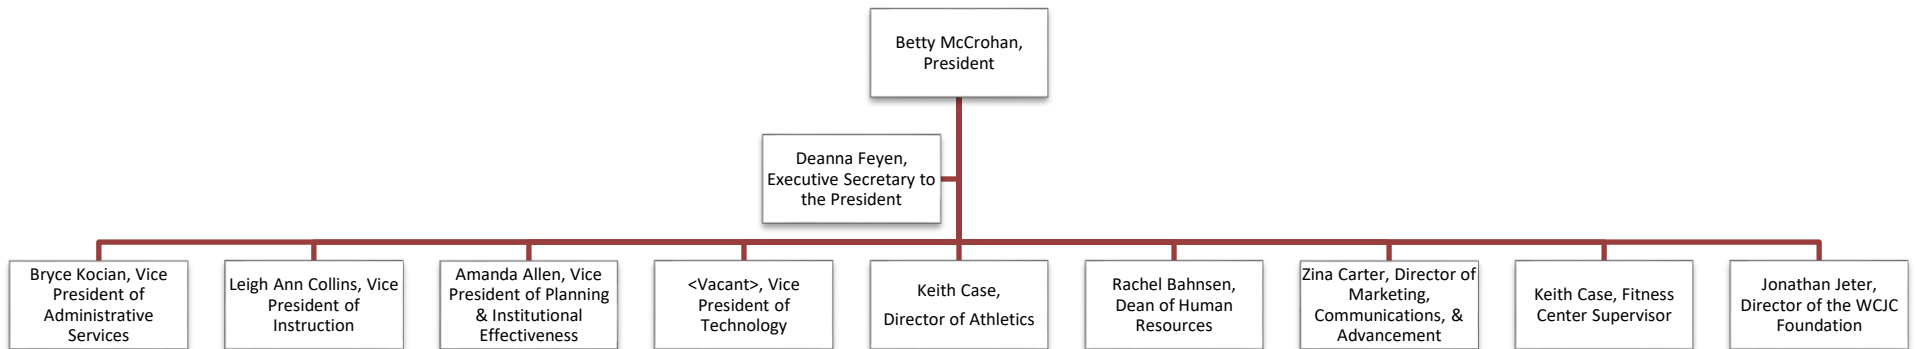 Betty McCrohan,
President
Deanna Feyen,
Executive Secretary to
the President
Bryce Kocian, Vice
President of
Administrative
Services
Leigh Ann Collins, Vice
President of
Instruction
Amanda Allen, Vice
President of Planning
& Institutional
Effectiveness
<Vacant>, Vice
President of
Technology
Keith Case,
Director of Athletics
Rachel Bahnsen,
Dean of Human
Resources
Zina Carter, Director of
Marketing,
Communications, &
Advancement
Keith Case, Fitness
Center Supervisor
Jonathan Jeter,
Director of the WCJC
Foundation